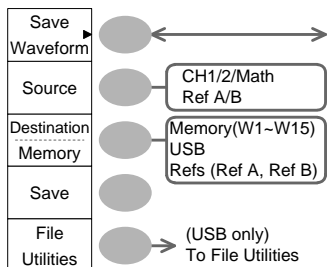 Save
Waveform
Source
CH1/2/Math
Ref A/B
Destination
Memory
Memory(W1~W15)
USB
Refs (Ref A, Ref B)
Save
File
Utilities
(USB only)
To File Utilities